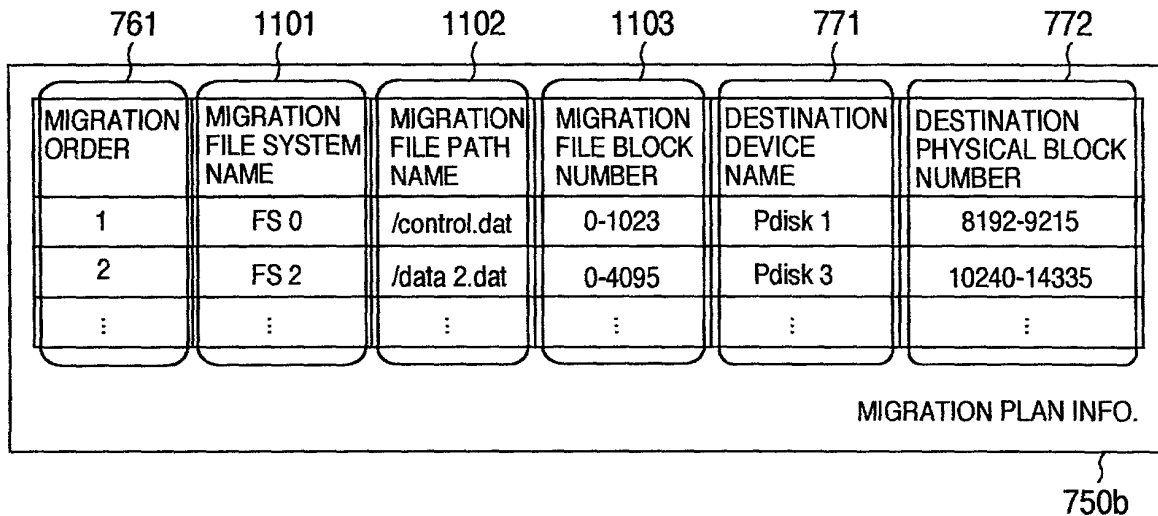 761 1101 1102 1103 771 772
MIGRATION ORDER MIGRATION FILE SYSTEM NAME MIGRATION FILE PATH NAME MIGRATION FILE BLOCK NUMBER DESTINATION DEVICE NAME DESTINATION PHYSICAL BLOCK NUMBER
1 FS 0 /control.dat 0-1023 Pdisk 1 8192-9215
2 FS 2 /data 2.dat 0-4095 Pdisk 3 10240-14335
⋮ ⋮ ⋮ ⋮ ⋮ ⋮
MIGRATION PLAN INFO.
750b